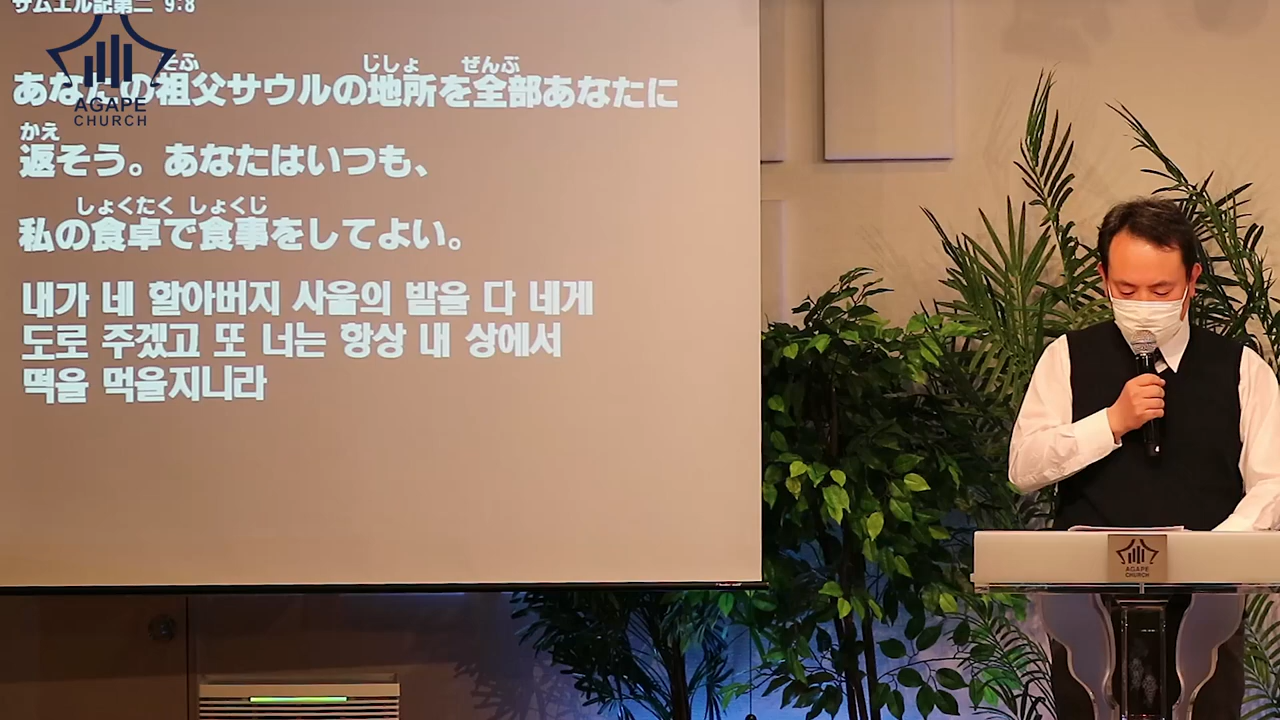 サムエル記第二 9:8
そふ じしょ ぜんぶ
あなたの祖父サウルの地所を全部あなたに
かえ
返そう。あなたはいつも、
しょくたく しょくじ
私の食卓で食事をしてよい。
내가 네 할아버지 사울의 밭을 다 네게
도로 주겠고 또 너는 항상 내 상에서
떡을 먹을지니라
AGAPE
CHURCH
AGAPE
CHURCH